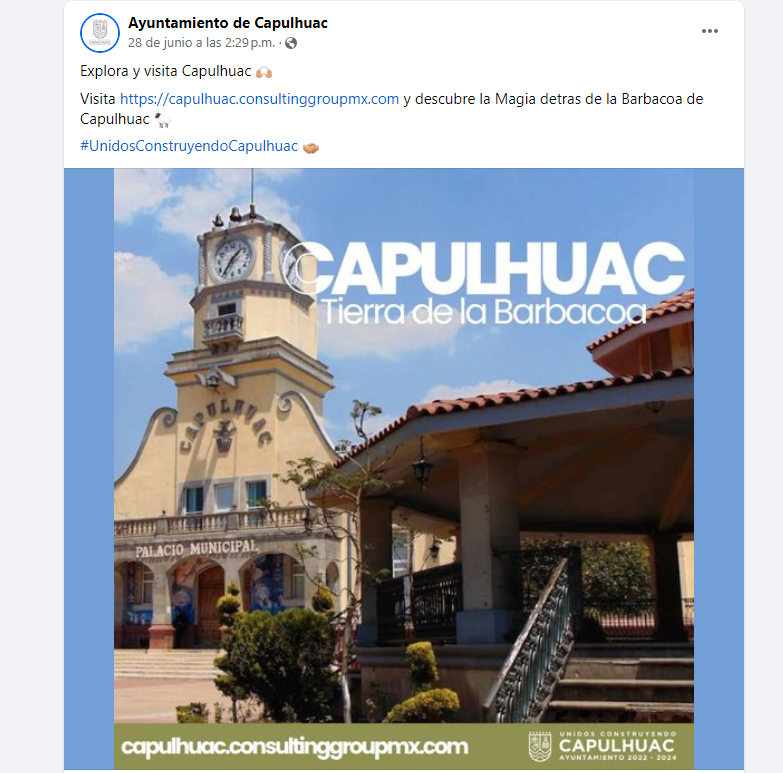 Ayuntamiento de Capulhuac
28 de junio a las 2:29 p.m. ·
Explora y visita Capulhuac 🙌🏼
Visita https://capulhuac.consultinggroupmx.com y descubre la Magia detras de la Barbacoa de
Capulhuac 🐑
#UnidosConstruyendoCapulhuac 🤝🏼
CAPULHUAC
Tierra de la Barbacoa
CAPULHUAC
PALACIO MUNICIPAL
capulhuac.consultinggroupmx.com
UNIDOS CONSTRUYENDO
CAPULHUAC
AYUNTAMIENTO 2022 - 2024